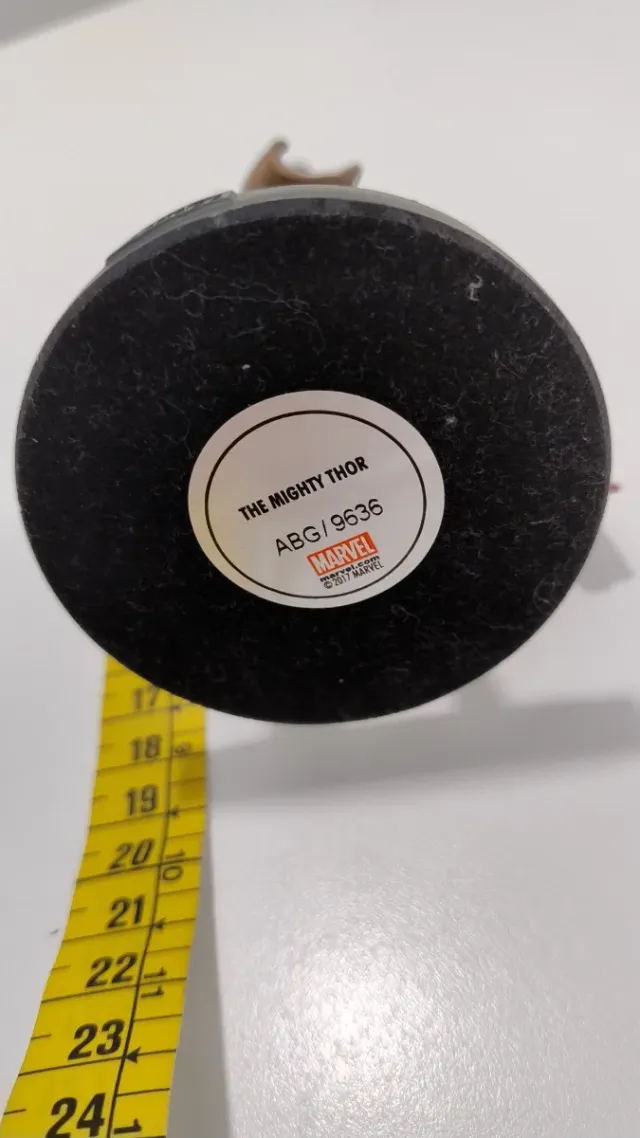 THE MIGHTY THOR
ABG/9636
MARVEL
marvel.com
© 2017 MARVEL
17
18
19
20
10
21
22
11
23
24